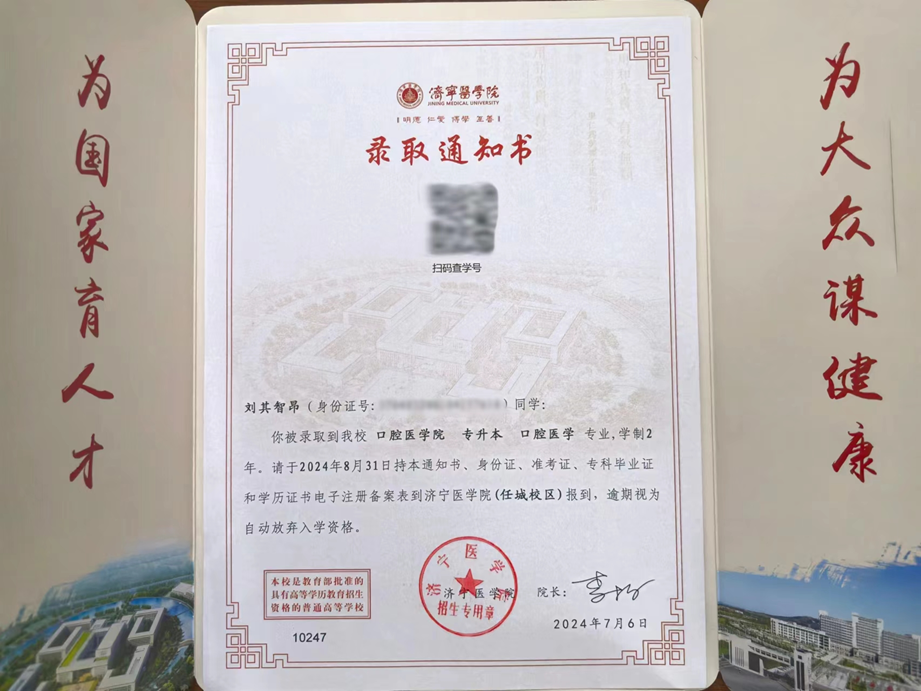 为国家育人才
济寧醫學院
JINING MEDICAL UNIVERSITY
明德 仁爱 博学 至善
录取通知书
扫码查学号
刘其智昂(身份证号: )同学:
你被录取到我校 口腔医学院 专升本 口腔医学 专业,学制2
年。请于2024年8月31日持本通知书、身份证、准考证、专科毕业证
和学历证书电子注册备案表到济宁医学院(任城校区)报到，逾期视为
自动放弃入学资格。
本校是教育部批准的
具有高等学历教育招生
资格的普通高等学校
10247
济宁医学院
招生专用章
济宁医学院 院长:
2024年7月6日
为大众谋健康